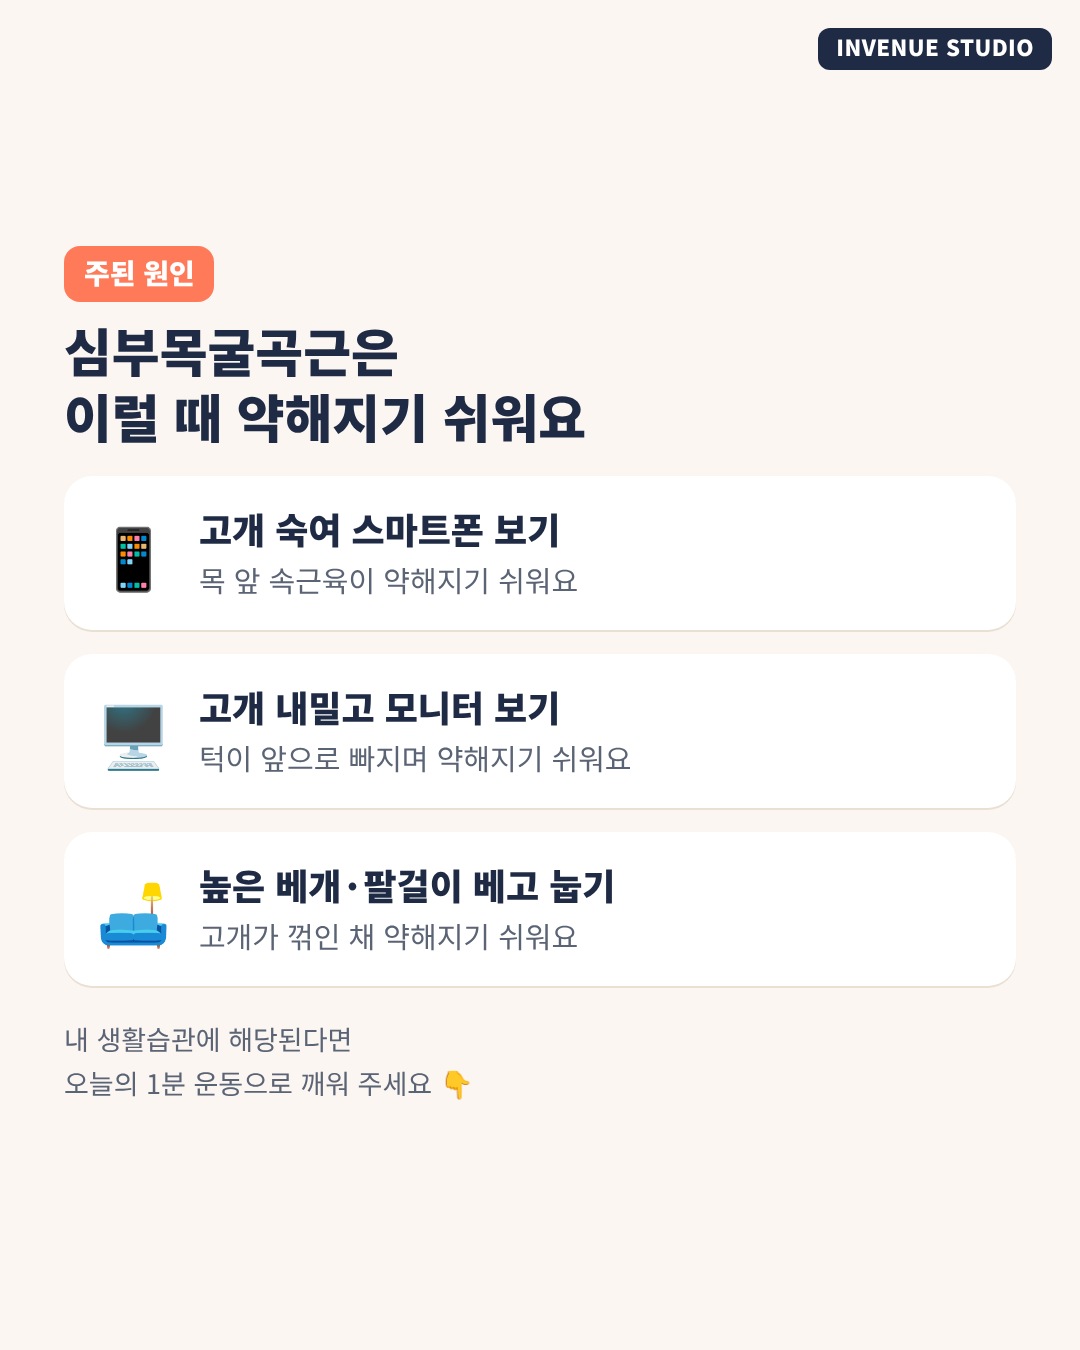 INVENUE STUDIO
주된 원인
심부목굴곡근은
이럴 때 약해지기 쉬워요
고개 숙여 스마트폰 보기
목 앞 속근육이 약해지기 쉬워요
고개 내밀고 모니터 보기
턱이 앞으로 빠지며 약해지기 쉬워요
높은 베개·팔걸이 베고 눕기
고개가 꺾인 채 약해지기 쉬워요
내 생활습관에 해당된다면
오늘의 1분 운동으로 깨워 주세요 👇